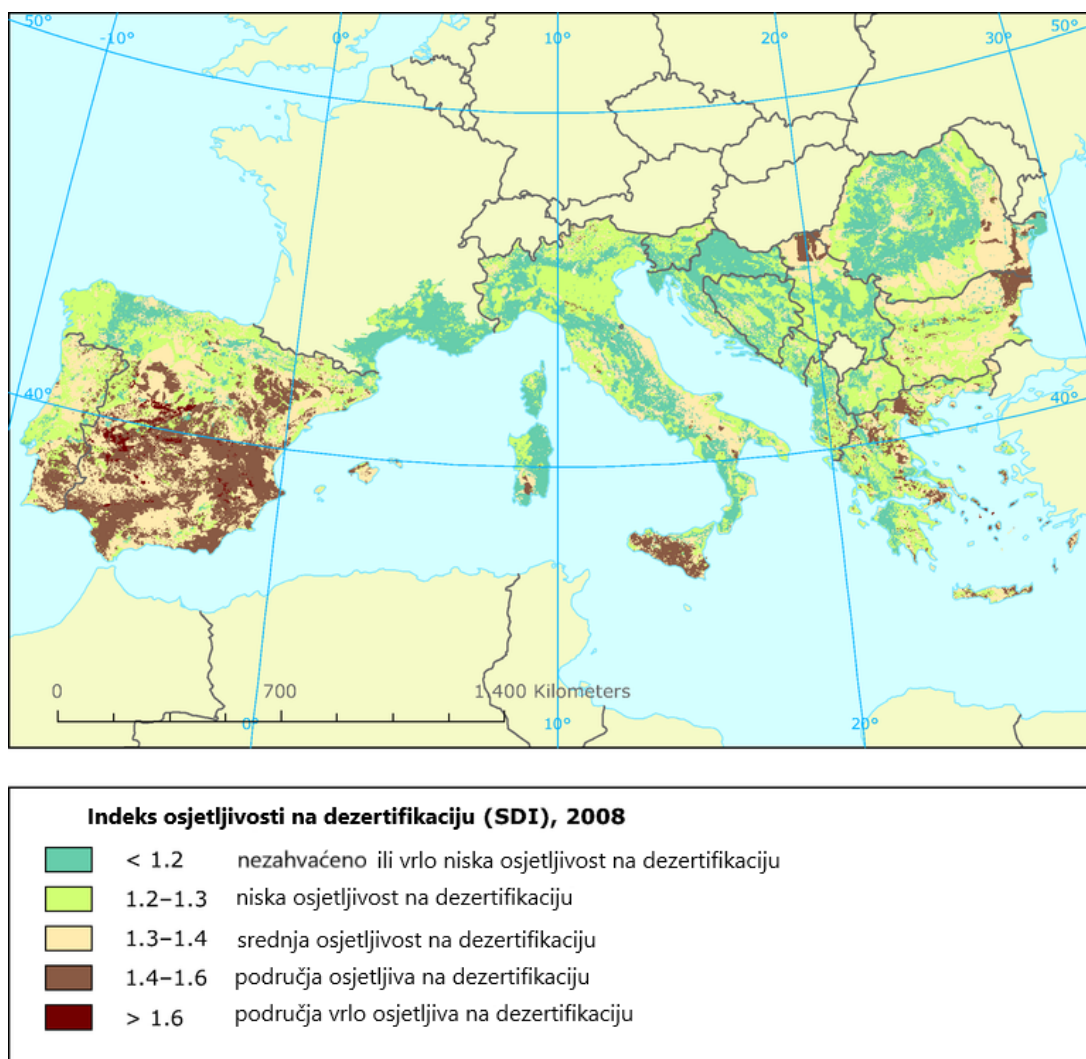 50°
-10°
0°
10°
20°
30°
50°
40°
40°
0
700
1,400 Kilometers
0°
10°
20°
Indeks osjetljivosti na dezertifikaciju (SDI), 2008
< 1.2 nezahvaćeno ili vrlo niska osjetljivost na dezertifikaciju
1.2–1.3 niska osjetljivost na dezertifikaciju
1.3–1.4 srednja osjetljivost na dezertifikaciju
1.4–1.6 područja osjetljiva na dezertifikaciju
> 1.6 područja vrlo osjetljiva na dezertifikaciju